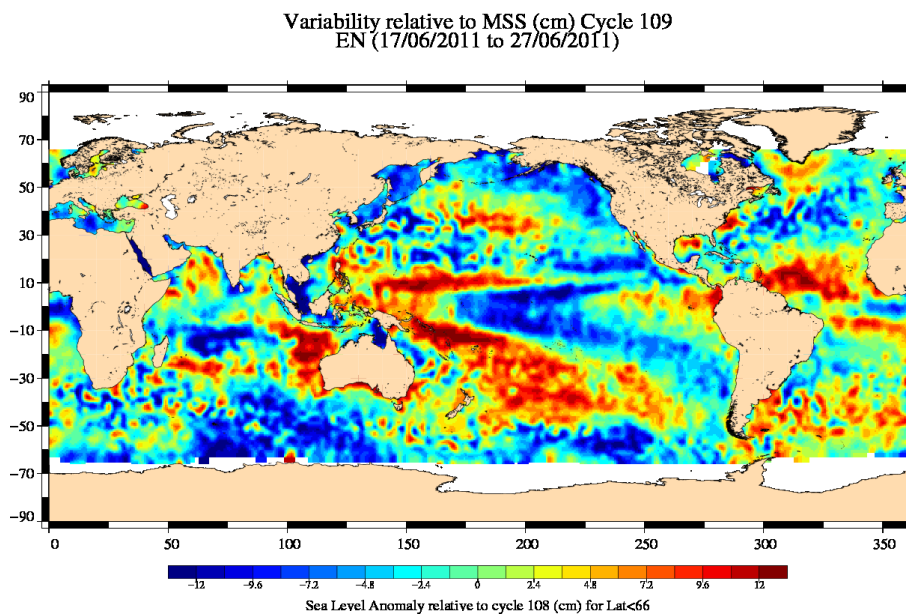 Variability relative to MSS (cm) Cycle 109
EN (17/06/2011 to 27/06/2011)
90
70
50
30
10
-10
-30
-50
-70
-90
0 50 100 150 200 250 300 350
-12 -9.6 -7.2 -4.8 -2.4 0 2.4 4.8 7.2 9.6 12
Sea Level Anomaly relative to cycle 108 (cm) for Lat<66